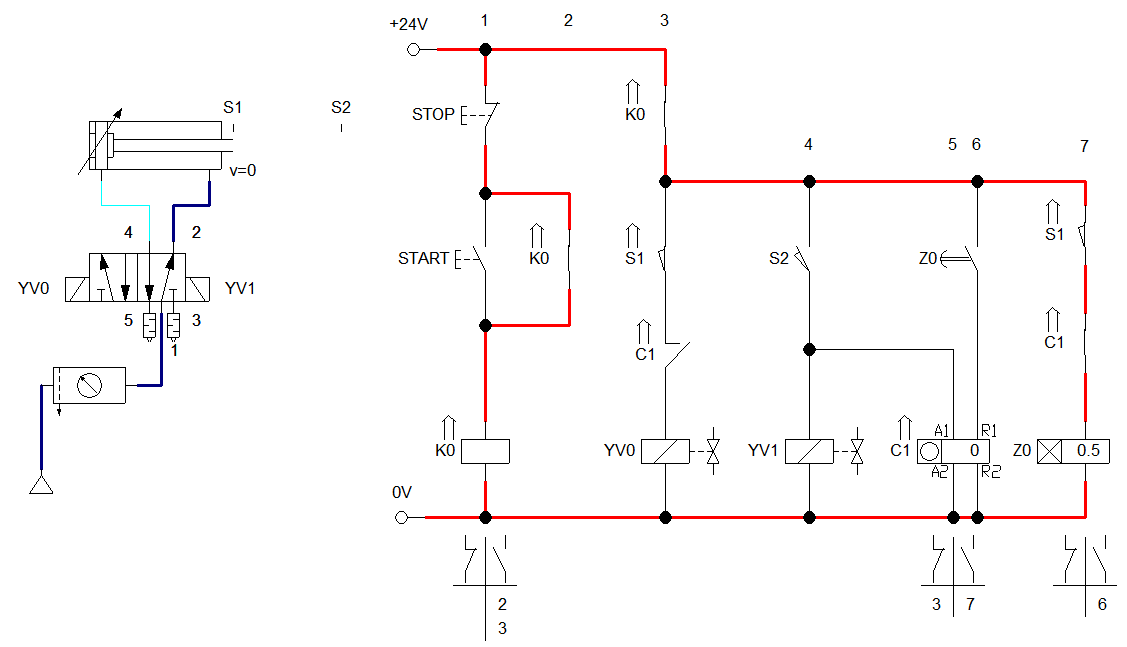 +24V 1 2 3
S1 S2
STOP K0
v=0 4 5 6 7
4 2
START K0 S1 S2 Z0 S1
YV0 YV1
5 3
1
C1 C1
A1 R1
K0 YV0 YV1 C1 0 Z0 0.5
A2 R2
0V
2 3 7 6
3